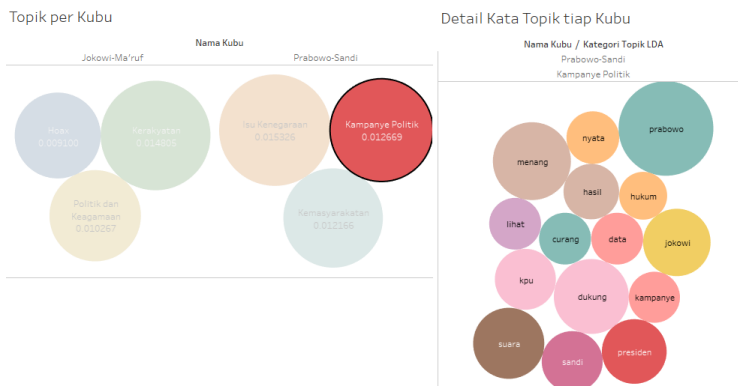 Topik per Kubu
Nama Kubu
Jokowi-Ma'ruf
Prabowo-Sandi
Hoax
0.009100
Kerakyatan
0.014806
Politik dan
Keagamaan
0.010267
Isu Kenegaraan
0.015326
Kampanye Politik
0.012669
Kemasyarakatan
0.012166
Detail Kata Topik tiap Kubu
Nama Kubu / Kategori Topik LDA
Prabowo-Sandi
Kampanye Politik
prabowo
nyata
menang
hasil
hukum
lihat
curang
data
jokowi
kpu
dukung
kampanye
suara
sandi
presiden